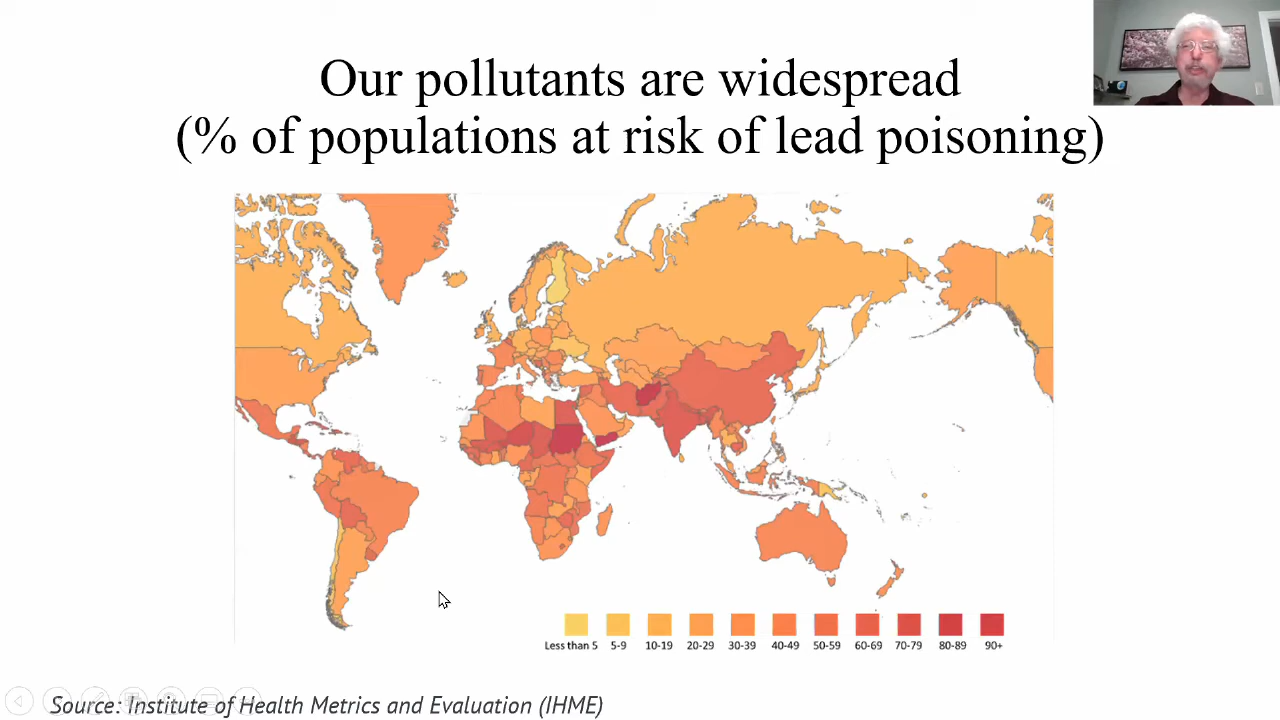 Our pollutants are widespread
(% of populations at risk of lead poisoning)
Less than 5 5-9 10-19 20-29 30-39 40-49 50-59 60-69 70-79 80-89 90+
Source: Institute of Health Metrics and Evaluation (IHME)